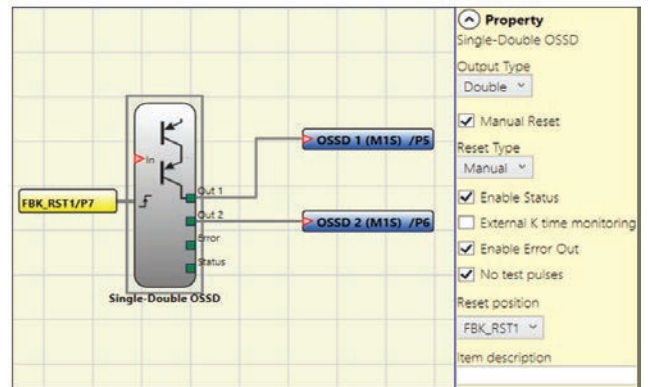 FBK_RST1/P7
In
Out 1
Out 2
Error
Status
Single-Double OSSD
OSSD 1 (M1S) /P5
OSSD 2 (M1S) /P6
Property
Single-Double OSSD
Output Type
Double
Manual Reset
Reset Type
Manual
Enable Status
External K time monitoring
Enable Error Out
No test pulses
Reset position
FBK_RST1
Item description